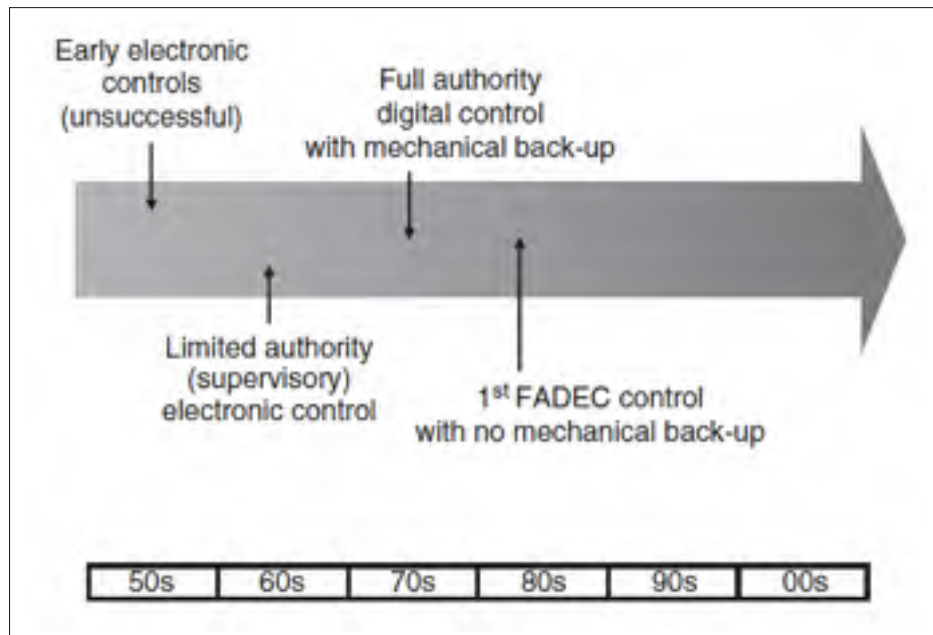 Early electronic
controls
(unsuccessful)
Full authority
digital control
with mechanical back-up
Limited authority
(supervisory)
electronic control
1st FADEC control
with no mechanical back-up
50s 60s 70s 80s 90s 00s